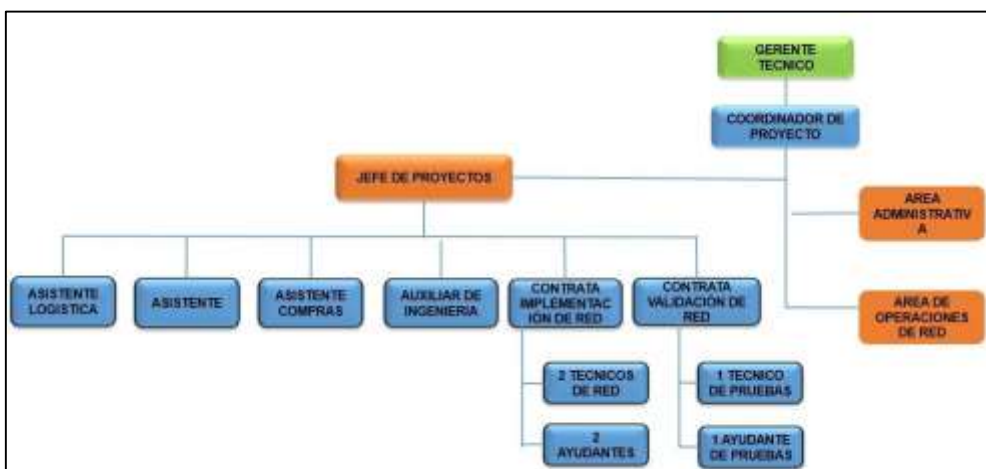 GERENTE
TECNICO
COORDINADOR DE
PROYECTO
JEFE DE PROYECTOS
AREA
ADMINISTRATIV
A
ASISTENTE
LOGISTICA
ASISTENTE
ASISTENTE
COMPRAS
AUXILIAR DE
INGENIERIA
CONTRATA
IMPLEMENTAC
IÓN DE RED
CONTRATA
VALIDACIÓN DE
RED
AREA DE
OPERACIONES
DE RED
2 TECNICOS
DE RED
1 TECNICO
DE PRUEBAS
2
AYUDANTES
1 AYUDANTE
DE PRUEBAS